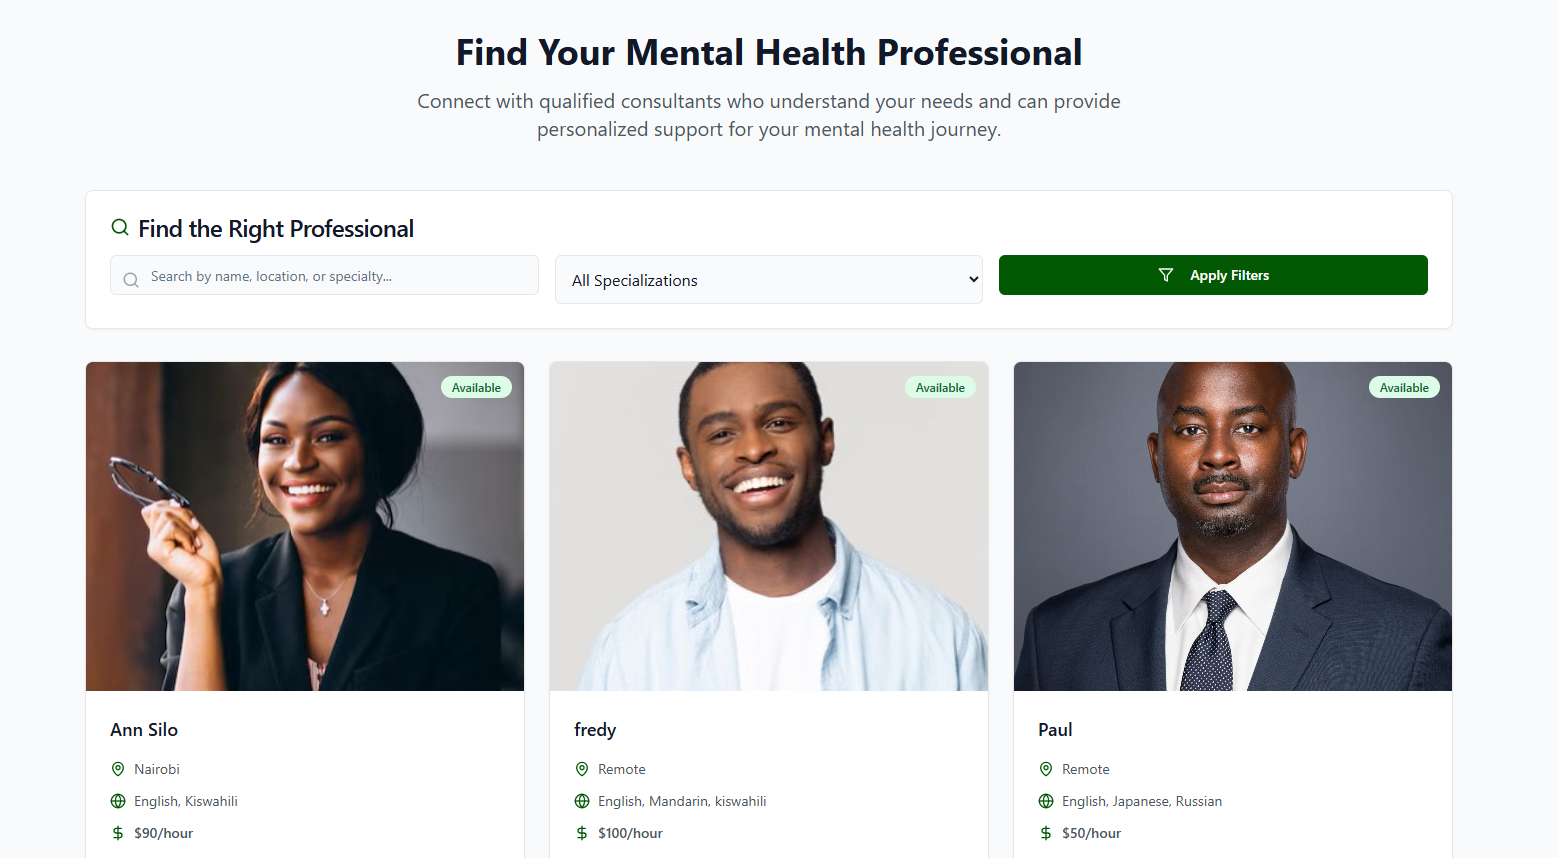 Find Your Mental Health Professional
Connect with qualified consultants who understand your needs and can provide
personalized support for your mental health journey.
Find the Right Professional
Search by name, location, or specialty...
All Specializations
Apply Filters
Available
Available
Available
Ann Silo
Nairobi
English, Kiswahili
$ $90/hour
fredy
Remote
English, Mandarin, kiswahili
$ $100/hour
Paul
Remote
English, Japanese, Russian
$ $50/hour